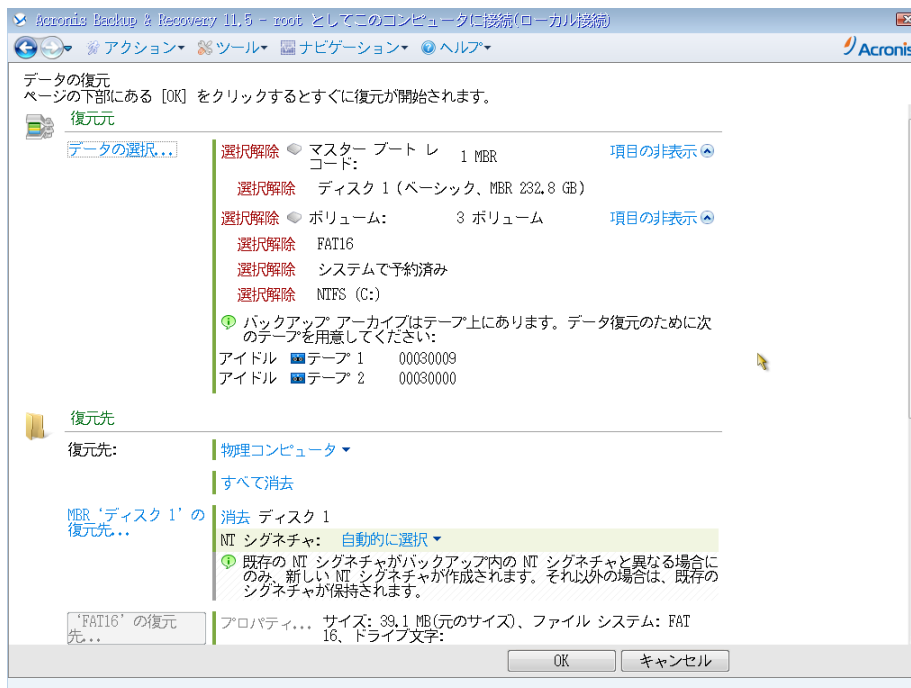 Acronis Backup & Recovery 11.5 - root としてこのコンピュータに接続(ローカル接続)
アクション ツール ナビゲーション ヘルプ Acronis
データの復元
ページの下部にある [OK] をクリックするとすぐに復元が開始されます。
復元元
データの選択...
選択解除 マスター ブート レコード: 1 MBR 項目の非表示
選択解除 ディスク 1 (ベーシック、MBR 232.8 GB)
選択解除 ボリューム: 3 ボリューム 項目の非表示
選択解除 FAT16
選択解除 システムで予約済み
選択解除 NTFS (C:)
バックアップ アーカイブはテープ上にあります。データ復元のために次
のテープを用意してください:
アイドル テープ 1 00030009
アイドル テープ 2 00030000
復元先
復元先: 物理コンピュータ
すべて消去
MBR 'ディスク 1' の
復元先...
消去 ディスク 1
NT シグネチャ: 自動的に選択
既存の NT シグネチャがバックアップ内の NT シグネチャと異なる場合に
のみ、新しい NT シグネチャが作成されます。それ以外の場合は、既存の
シグネチャが保持されます。
'FAT16' の復元
先...
プロパティ... サイズ: 39.1 MB(元のサイズ)、ファイル システム: FAT
16、ドライブ文字:
OK キャンセル